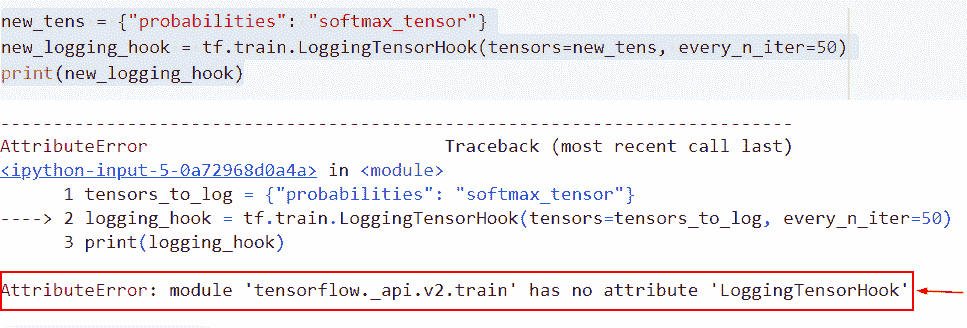 new_tens = {"probabilities": "softmax_tensor"}
new_logging_hook = tf.train.LoggingTensorHook(tensors=new_tens, every_n_iter=50)
print(new_logging_hook)
---------------------------------------------------------------------------
AttributeError                            Traceback (most recent call last)
<ipython-input-5-0a72968d0a4a> in <module>
      1 tensors_to_log = {"probabilities": "softmax_tensor"}
----> 2 logging_hook = tf.train.LoggingTensorHook(tensors=tensors_to_log, every_n_iter=50)
      3 print(logging_hook)
AttributeError: module 'tensorflow._api.v2.train' has no attribute 'LoggingTensorHook'